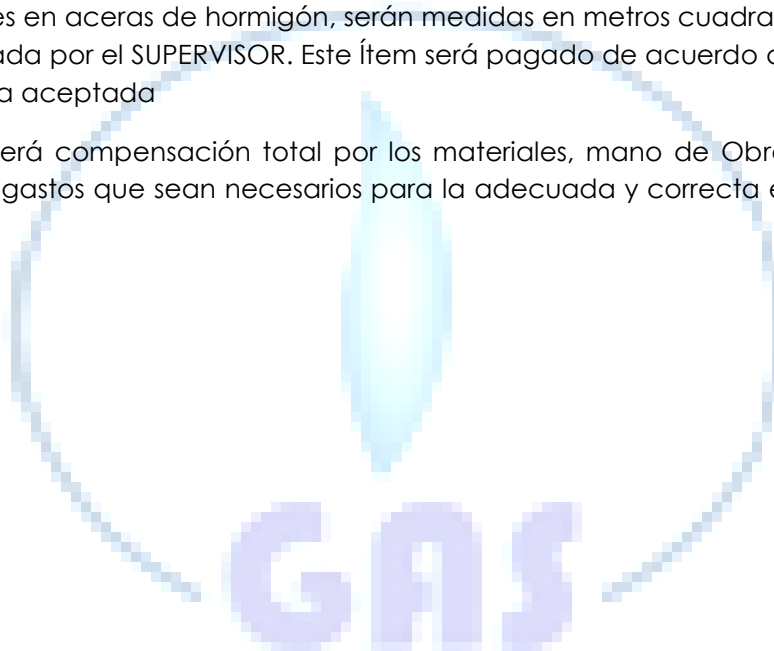 es en aceras de hormigón, serán medidas en metros cuadra
ada por el SUPERVISOR. Este Ítem será pagado de acuerdo
a aceptada
erá compensación total por los materiales, mano de Obr
gastos que sean necesarios para la adecuada y correcta e
GAS